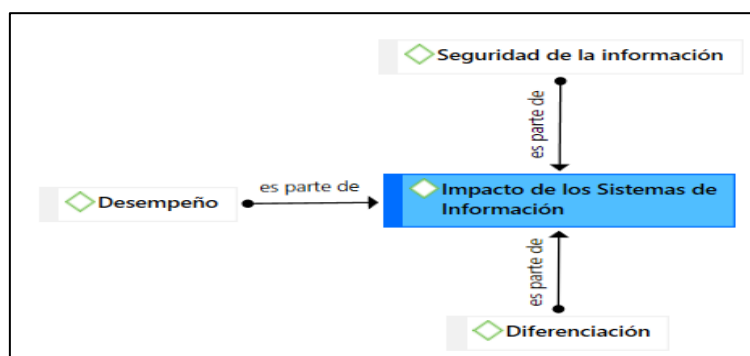 Seguridad de la información
es parte de
es parte de
Desempeño
Impacto de los Sistemas de
Información
es parte de
Diferenciación